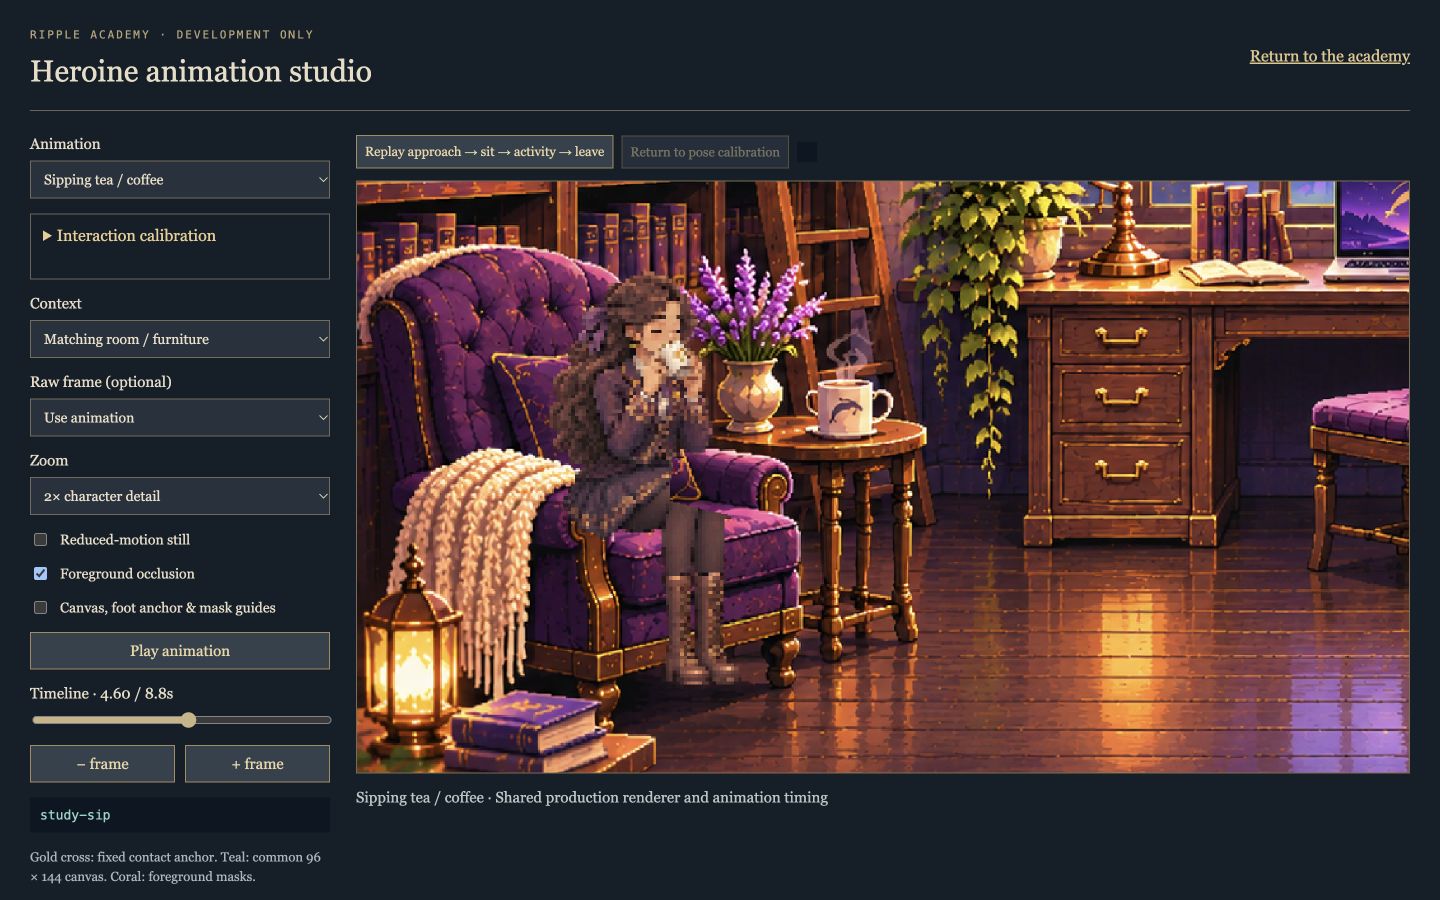 RIPPLE ACADEMY · DEVELOPMENT ONLY
Heroine animation studio
Return to the academy
Animation
Sipping tea / coffee
Interaction calibration
Context
Matching room / furniture
Raw frame (optional)
Use animation
Zoom
2× character detail
Reduced-motion still
Foreground occlusion
Canvas, foot anchor & mask guides
Play animation
Timeline · 4.60 / 8.8s
− frame
+ frame
study-sip
Gold cross: fixed contact anchor. Teal: common 96
× 144 canvas. Coral: foreground masks.
Replay approach → sit → activity → leave
Return to pose calibration
Sipping tea / coffee · Shared production renderer and animation timing